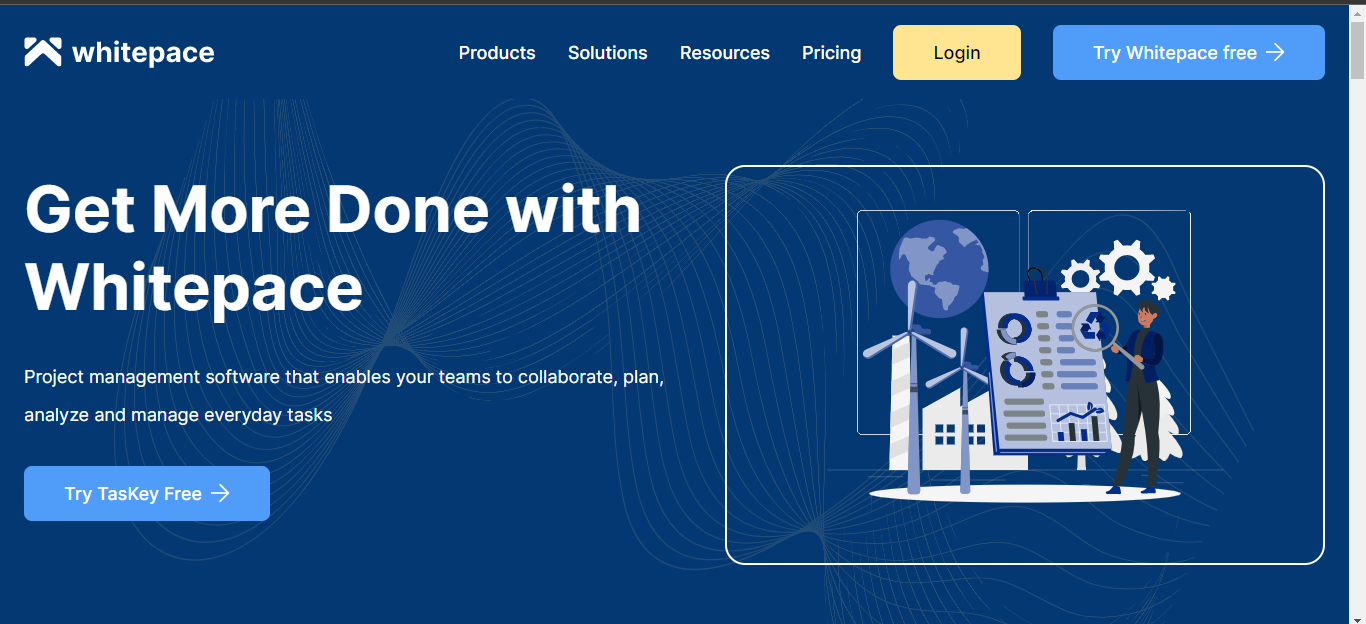 whitepace
Products
Solutions
Resources
Pricing
Login
Try Whitepace free
Get More Done with
Whitepace
Project management software that enables your teams to collaborate, plan,
analyze and manage everyday tasks
Try TasKey Free